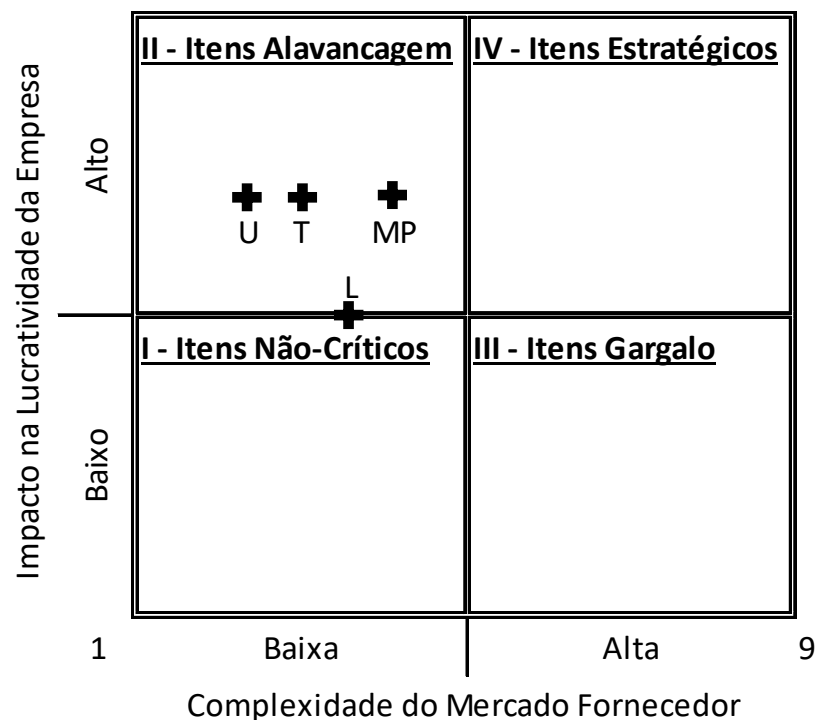 II - Itens Alavancagem
IV - Itens Estratégicos
Impacto na Lucratividade da Empresa
Alto
U
T
MP
L
I - Itens Não-Críticos
III - Itens Gargalo
Baixo
1
Baixa
Alta
9
Complexidade do Mercado Fornecedor